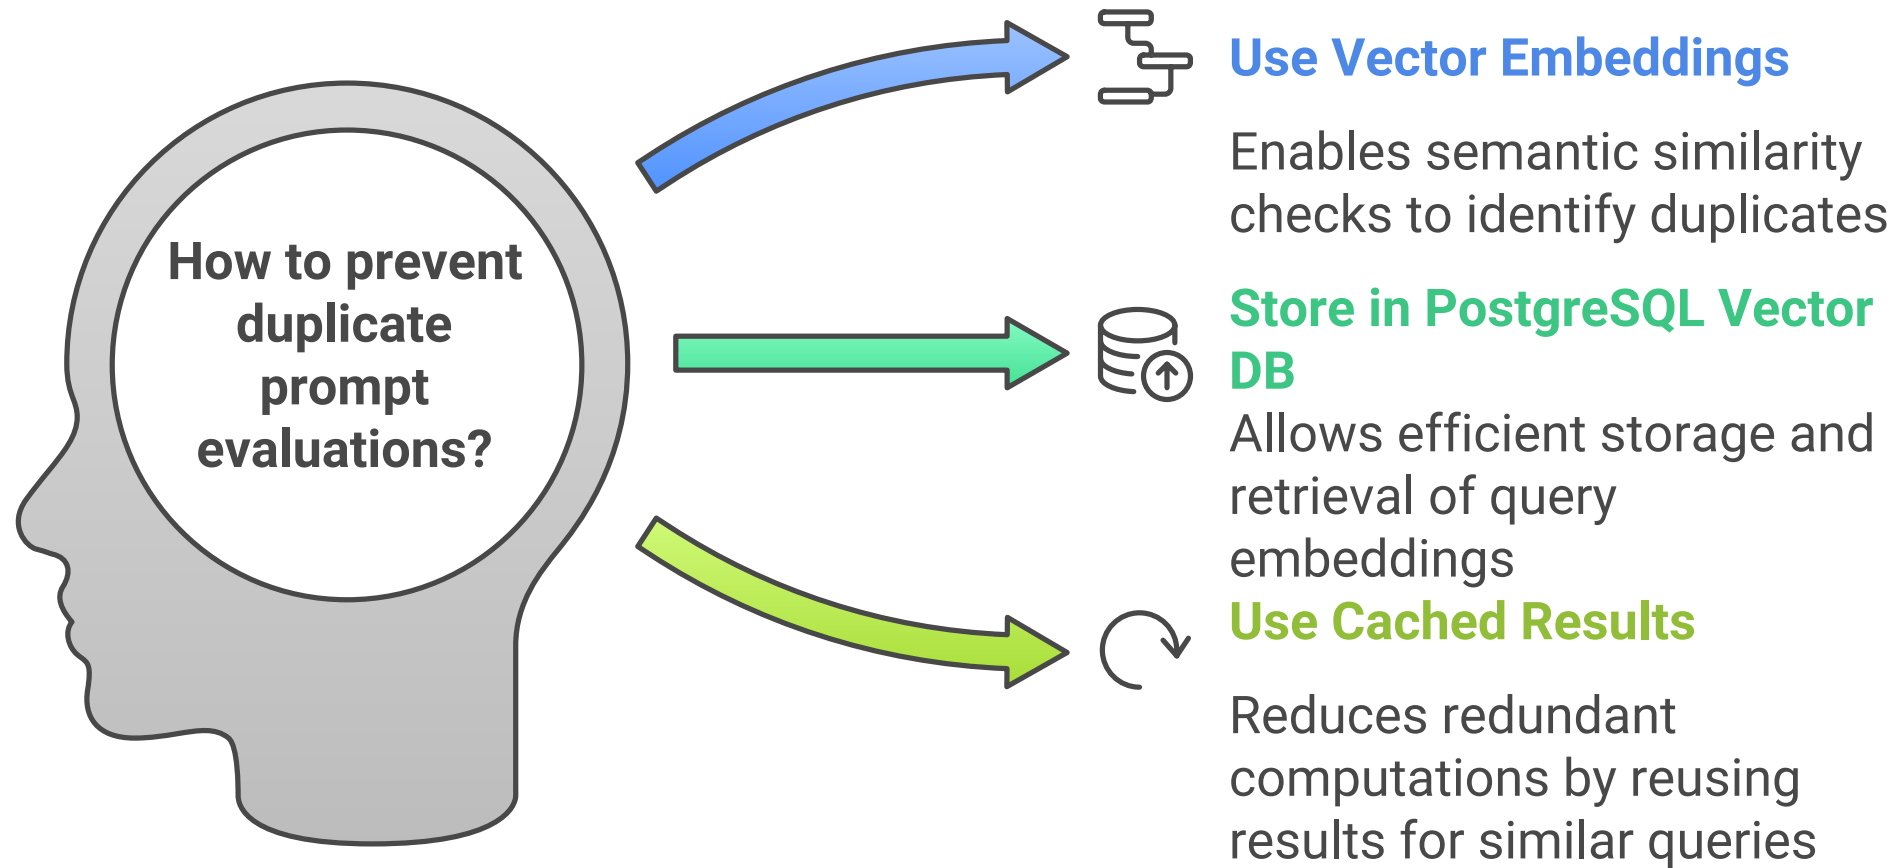 How to prevent
duplicate
prompt
evaluations?
Use Vector Embeddings
Enables semantic similarity
checks to identify duplicates
Store in PostgreSQL Vector
DB
Allows efficient storage and
retrieval of query
embeddings
Use Cached Results
Reduces redundant
computations by reusing
results for similar queries